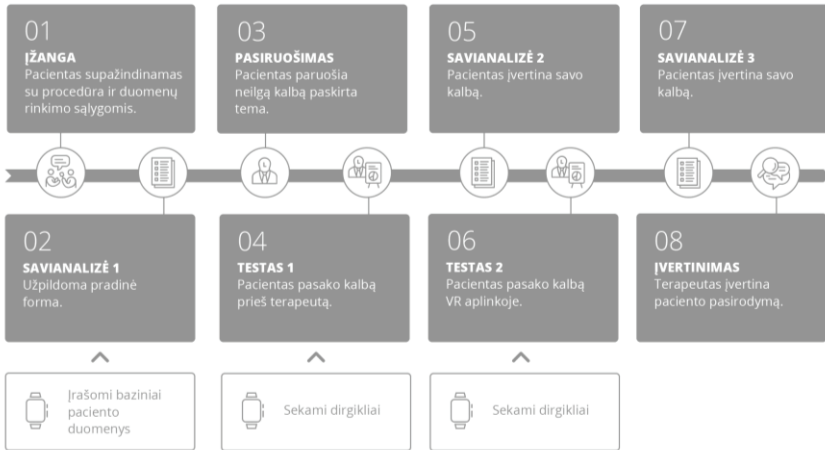 01
ĮŽANGA
Pacientas supažindinamas
su procedūra ir duomenų
rinkimo sąlygomis.
03
PASIRUOŠIMAS
Pacientas paruošia
neilgą kalbą paskirta
tema.
05
SAVIANALIZĖ 2
Pacientas įvertina savo
kalbą.
07
SAVIANALIZĖ 3
Pacientas įvertina savo
kalbą.
02
SAVIANALIZĖ 1
Užpildoma pradinė
forma.
04
TESTAS 1
Pacientas pasako kalbą
prieš terapeutą.
06
TESTAS 2
Pacientas pasako kalbą
VR aplinkoje.
08
ĮVERTINIMAS
Terapeutas įvertina
paciento pasirodymą.
Įrašomi baziniai
paciento
duomenys
Sekami dirgikliai
Sekami dirgikliai